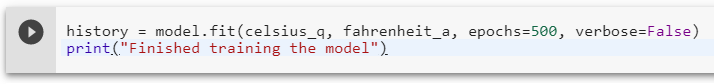 history = model.fit(celsius_q, fahrenheit_a, epochs=500, verbose=False)
print("Finished training the model")